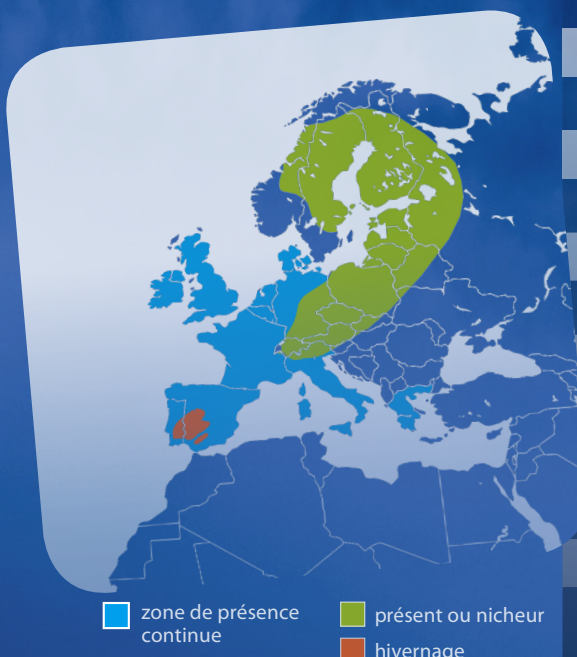 zone de présence
continue
présent ou nicheur
hivernage